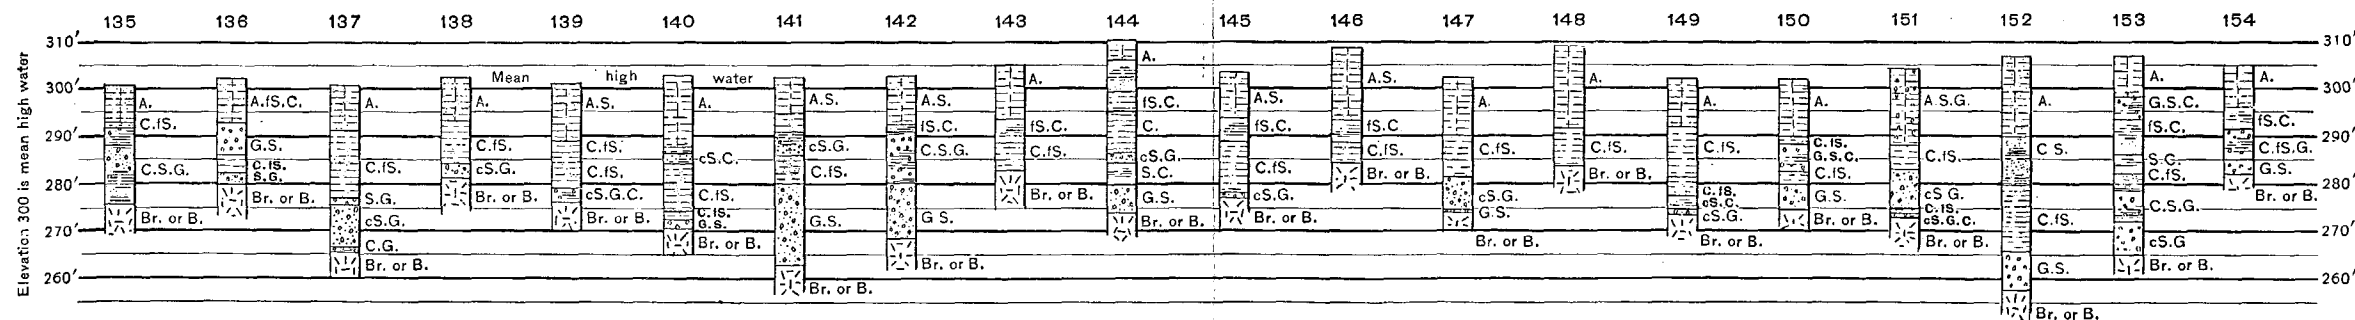 135 136 137 138 139 140 141 142 143 144 145 146 147 148 149 150 151 152 153 154
Elevation 300 is mean high water
310′ 300′ 290′ 280′ 270′ 260′
Mean high water
A. C.fS. C.S.G. Br. or B.
A.fS.C. G.S. C.fS. S.G. Br. or B.
A. C.fS. S.G. cS.G. C.G. Br. or B.
A. C.fS. cS.G. Br. or B.
A.S. C.fS. C.fS. cS.G.C. Br. or B.
A. cS.C. C.fS. C.fS. G.S. Br. or B.
A.S. cS.G. C.fS. G.S. Br. or B.
A.S. fS.C. C.S.G. G S. Br. or B.
A. fS.C. C.fS. Br. or B.
A. fS.C. C. cS.G. S.C. G.S. Br. or B.
A.S. fS.C. C.fS. cS.G. Br. or B.
A.S. fS.C C.fS. Br. or B.
A. C.fS. cS.G. G.S. Br. or B.
A. C.fS. Br. or B.
A. C.fS. C.fS. cS.C. cS.G. Br. or B.
A. C.fS. G.S.C. C.fS. G.S. Br. or B.
A.S.G. C.fS. cS G. C.fS. cS.G.C. Br. or B.
A. C S. C.fS. G.S. Br. or B.
A. G.S.C. fS.C. S.G. C.fS. C.S.G. cS.G Br. or B.
A. fS.C. C.fS.G. G.S. Br. or B.
310′ 300′ 290′ 280′ 270′ 260′